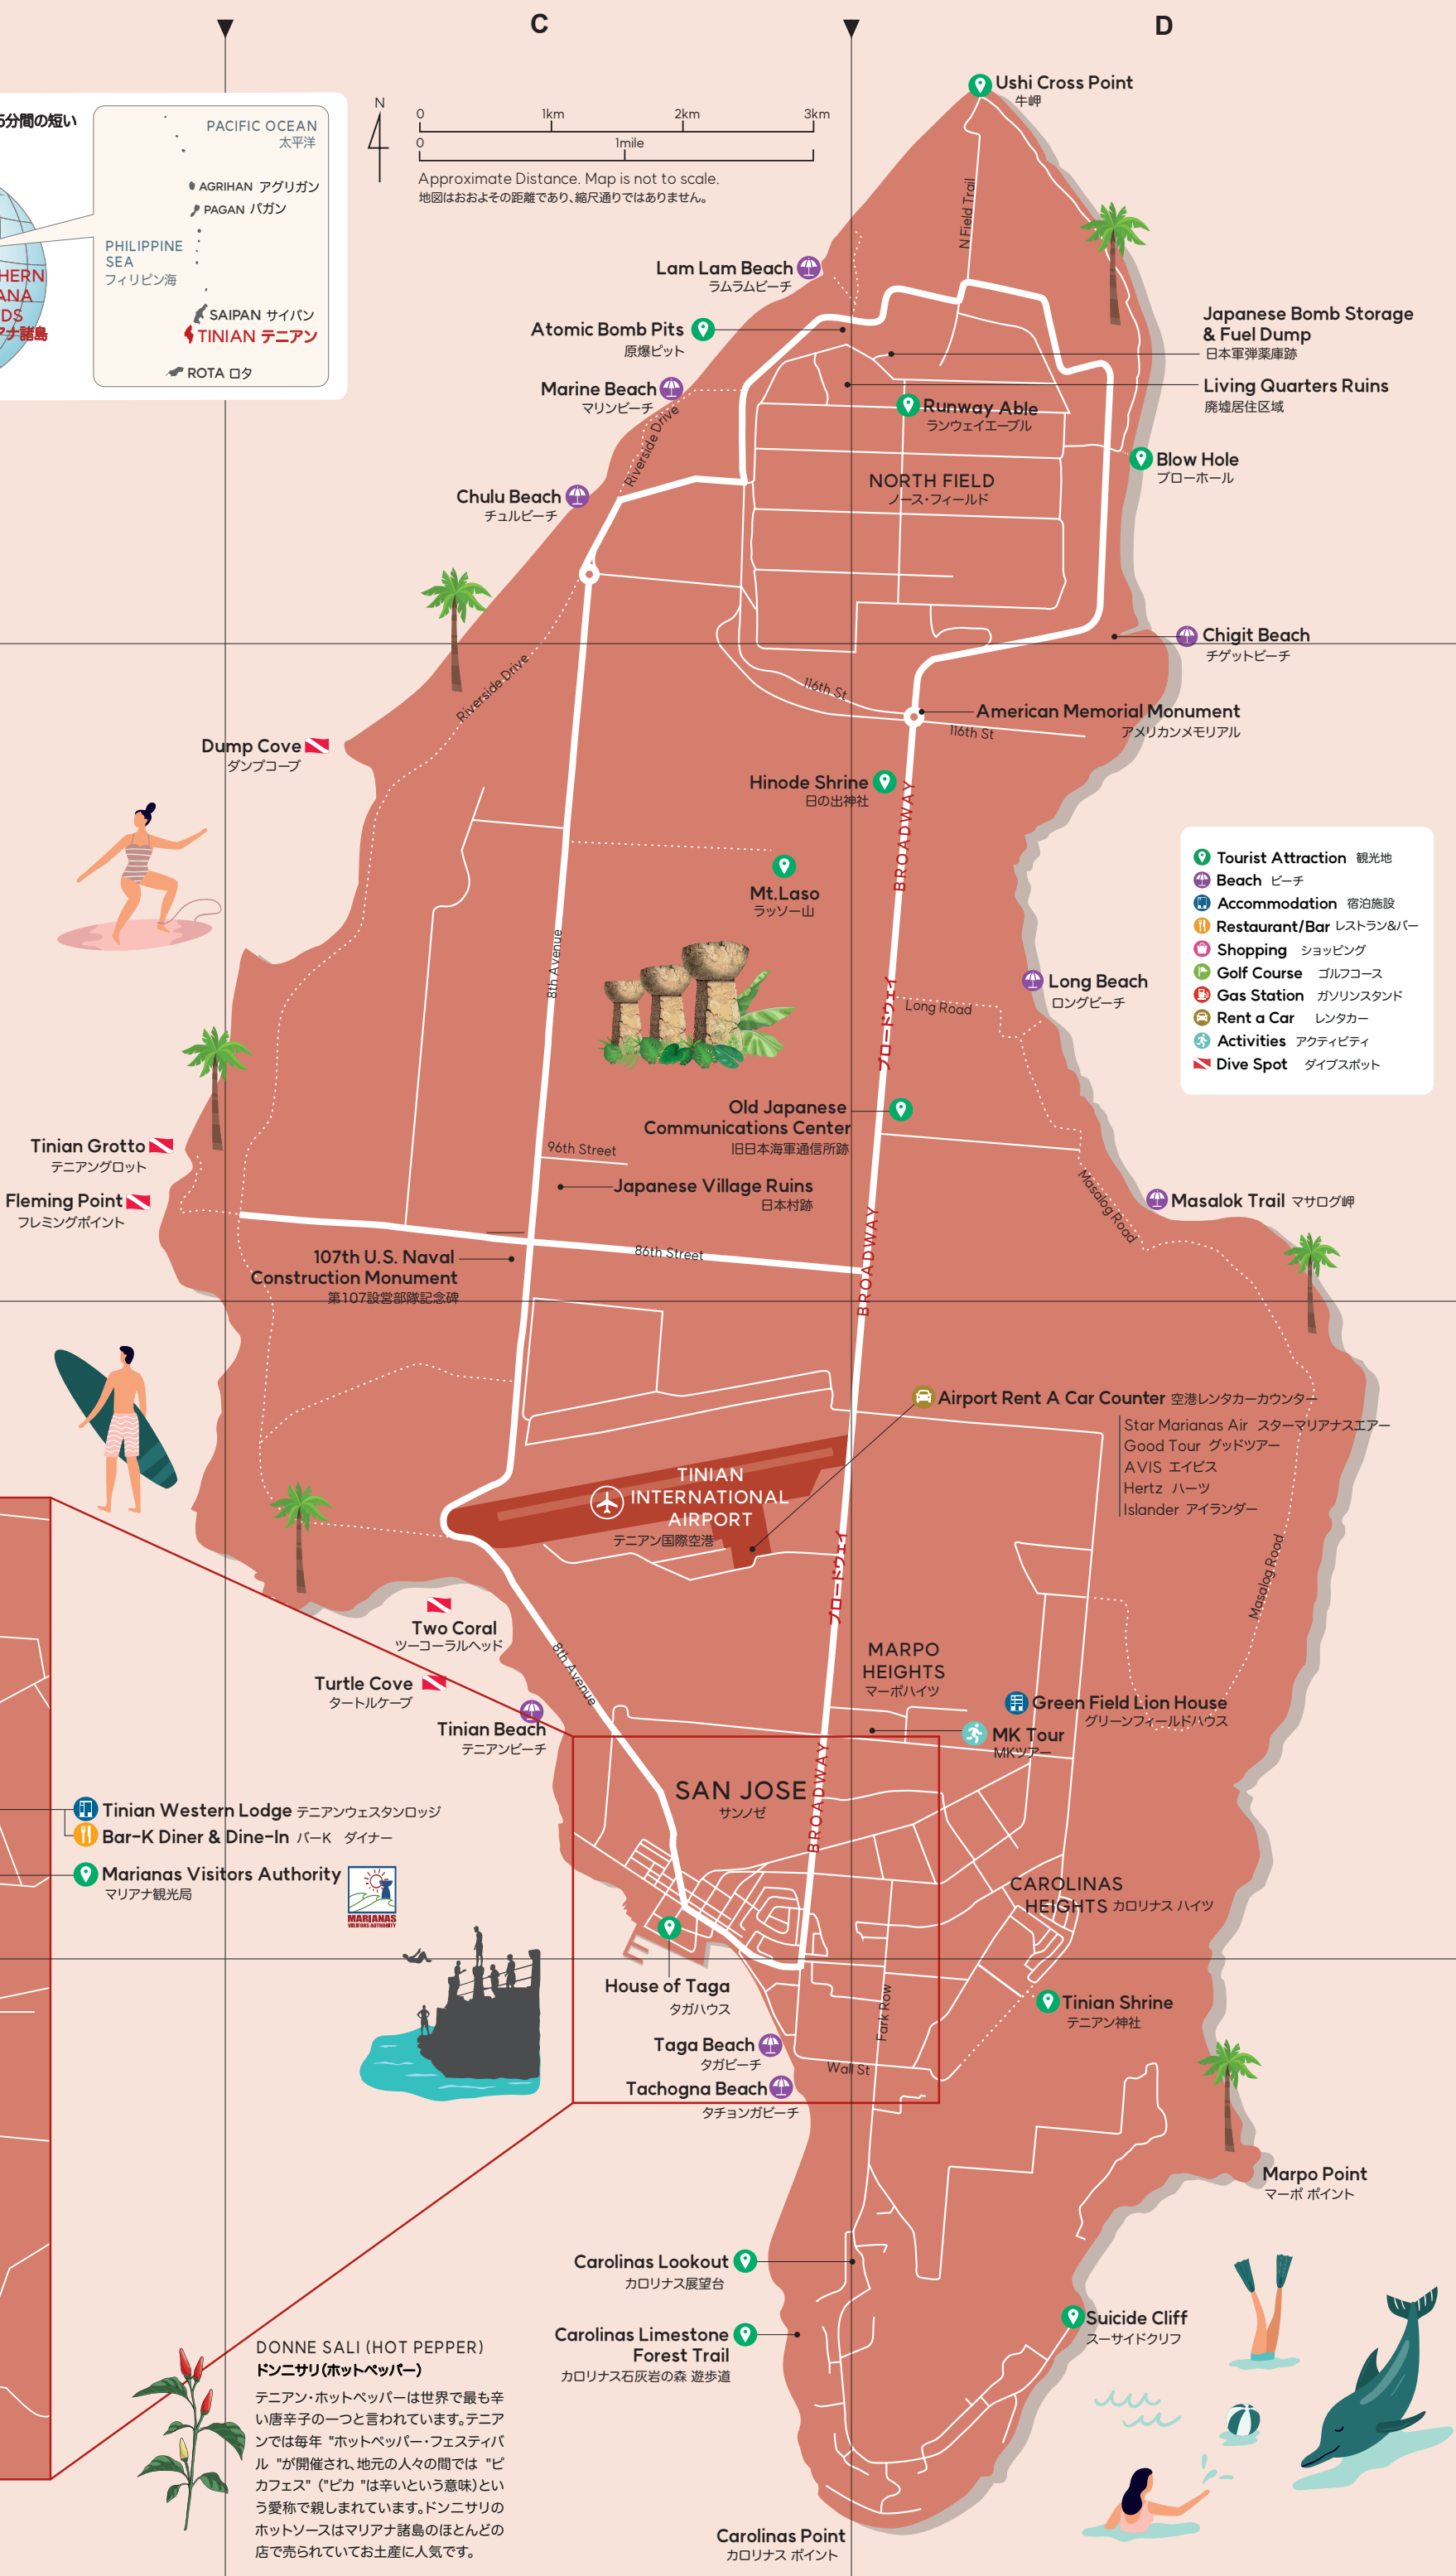 C
D
5分間の短い
PACIFIC OCEAN
太平洋
AGRIHAN アグリガン
PAGAN パガン
PHILIPPINE
SEA
フィリピン海
SAIPAN サイパン
TINIAN テニアン
ROTA ロタ
HERN
ANA
DS
ナ諸島
N
0 1km 2km 3km
0 1mile
Approximate Distance. Map is not to scale.
地図はおおよその距離であり、縮尺通りではありません。
Ushi Cross Point
牛岬
N Field Trail
Lam Lam Beach
ラムラムビーチ
Atomic Bomb Pits
原爆ピット
Japanese Bomb Storage
& Fuel Dump
日本軍弾薬庫跡
Marine Beach
マリンビーチ
Living Quarters Ruins
廃墟居住区域
Runway Able
ランウェイエーブル
Riverside Drive
Blow Hole
ブローホール
NORTH FIELD
ノース・フィールド
Chulu Beach
チュルビーチ
Chigit Beach
チゲットビーチ
Riverside Drive
116th St
American Memorial Monument
アメリカンメモリアル
116th St
Dump Cove
ダンプコーブ
Hinode Shrine
日の出神社
BROADWAY
Mt.Laso
ラッソー山
Tourist Attraction 観光地
Beach ビーチ
Accommodation 宿泊施設
Restaurant/Bar レストラン&バー
Shopping ショッピング
Golf Course ゴルフコース
Gas Station ガソリンスタンド
Rent a Car レンタカー
Activities アクティビティ
Dive Spot ダイブスポット
8th Avenue
Long Beach
ロングビーチ
Long Road
ブロードウェイ
Old Japanese
Communications Center
旧日本海軍通信所跡
Tinian Grotto
テニアングロット
96th Street
Japanese Village Ruins
日本村跡
Fleming Point
フレミングポイント
Masalog Road
Masalok Trail マサログ岬
BROADWAY
86th Street
107th U.S. Naval
Construction Monument
第107設営部隊記念碑
Airport Rent A Car Counter 空港レンタカーカウンター
Star Marianas Air スターマリアナスエアー
Good Tour グッドツアー
AVIS エイビス
Hertz ハーツ
Islander アイランダー
TINIAN
INTERNATIONAL
AIRPORT
テニアン国際空港
ブロードウェイ
Masalog Road
Two Coral
ツーコーラルヘッド
8th Avenue
MARPO
HEIGHTS
マーポハイツ
Turtle Cove
タートルケーブ
Tinian Beach
テニアンビーチ
Green Field Lion House
グリーンフィールドハウス
MK Tour
MKツアー
SAN JOSE
サンノゼ
BROADWAY
Tinian Western Lodge テニアンウェスタンロッジ
Bar-K Diner & Dine-In バーK ダイナー
Marianas Visitors Authority
マリアナ観光局
MARIANAS
VISITORS AUTHORITY
CAROLINAS
HEIGHTS カロリナス ハイツ
House of Taga
タガハウス
Fark Row
Tinian Shrine
テニアン神社
Taga Beach
タガビーチ
Wall St
Tachogna Beach
タチョンガビーチ
Marpo Point
マーポ ポイント
Carolinas Lookout
カロリナス展望台
Suicide Cliff
スーサイドクリフ
Carolinas Limestone
Forest Trail
カロリナス石灰岩の森 遊歩道
DONNE SALI (HOT PEPPER)
ドンニサリ(ホットペッパー)
テニアン・ホットペッパーは世界で最も辛
い唐辛子の一つと言われています。テニア
ンでは毎年 "ホットペッパー・フェスティバ
ル "が開催され、地元の人々の間では "ピ
カフェス" ("ピカ "は辛いという意味)とい
う愛称で親しまれています。ドンニサリの
ホットソースはマリアナ諸島のほとんどの
店で売られていてお土産に人気です。
Carolinas Point
カロリナス ポイント